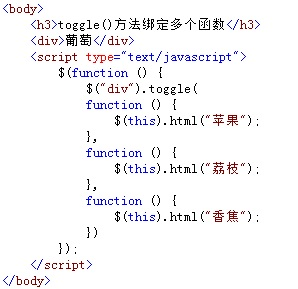 <body>
<h3>toggle()方法绑定多个函数</h3>
<div>葡萄</div>
<script type="text/javascript">
$(function () {
$("div").toggle(
function () {
$(this).html("苹果");
},
function () {
$(this).html("荔枝");
},
function () {
$(this).html("香焦");
})
});
</script>
</body>